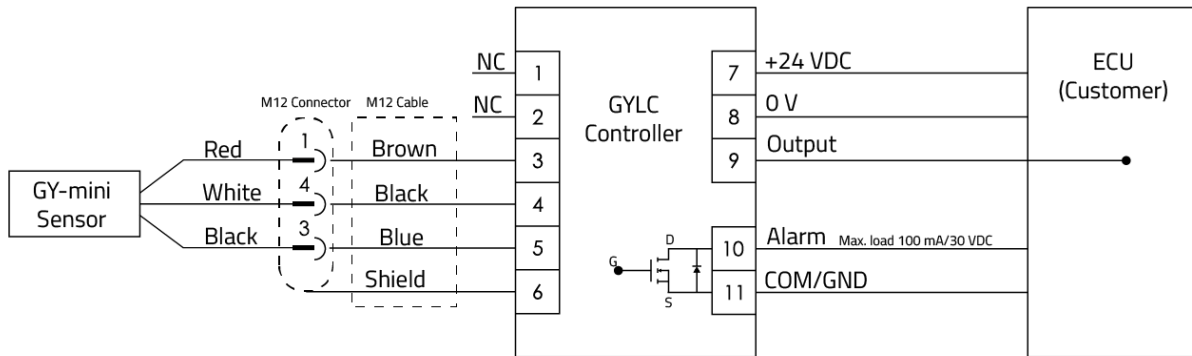 NC
1
7
+24 VDC
ECU
(Customer)
M12 Connector
M12 Cable
NC
2
GYLC
Controller
8
0 V
Red
1
Brown
3
9
Output
GY-mini
Sensor
White
4
Black
4
Black
3
Blue
5
D
10
Alarm
Max. load 100 mA/30 VDC
G
Shield
6
S
11
COM/GND